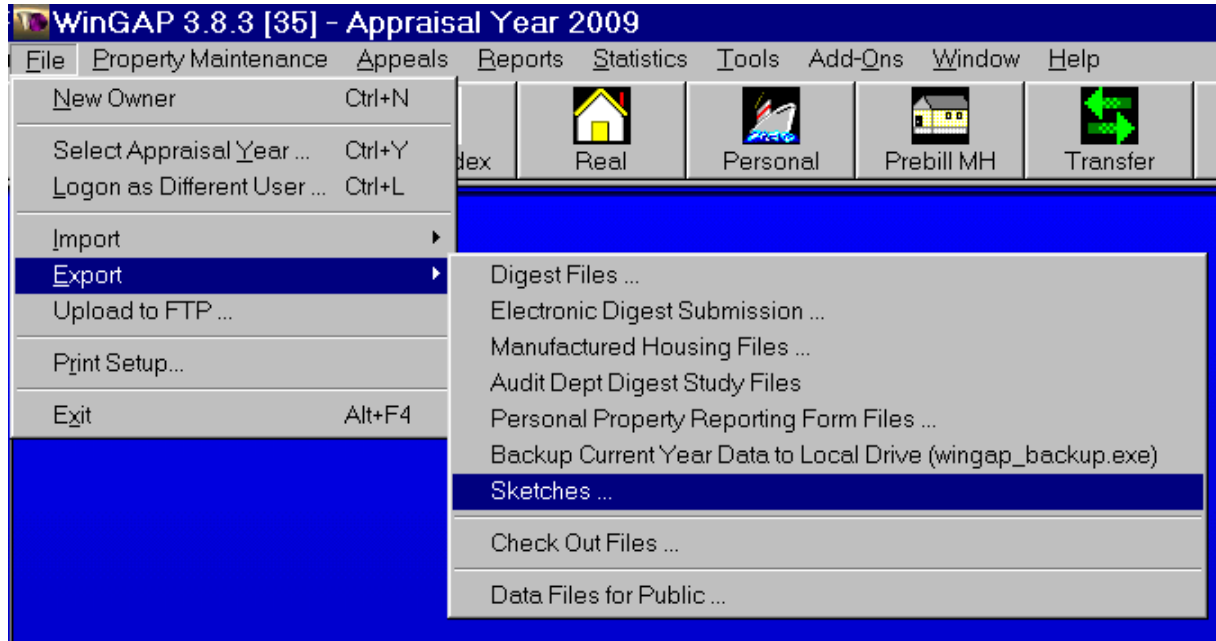 WinGAP 3.8.3 [35] - Appraisal Year 2009
File Property Maintenance Appeals Reports Statistics Tools Add-Ons Window Help
New Owner Ctrl+N
Select Appraisal Year ... Ctrl+Y
Logon as Different User ... Ctrl+L
Import
Export
Upload to FTP ...
Print Setup...
Exit Alt+F4
Real Personal Prebill MH Transfer
Digest Files ...
Electronic Digest Submission ...
Manufactured Housing Files ...
Audit Dept Digest Study Files
Personal Property Reporting Form Files ...
Backup Current Year Data to Local Drive (wingap_backup.exe)
Sketches ...
Check Out Files ...
Data Files for Public ...